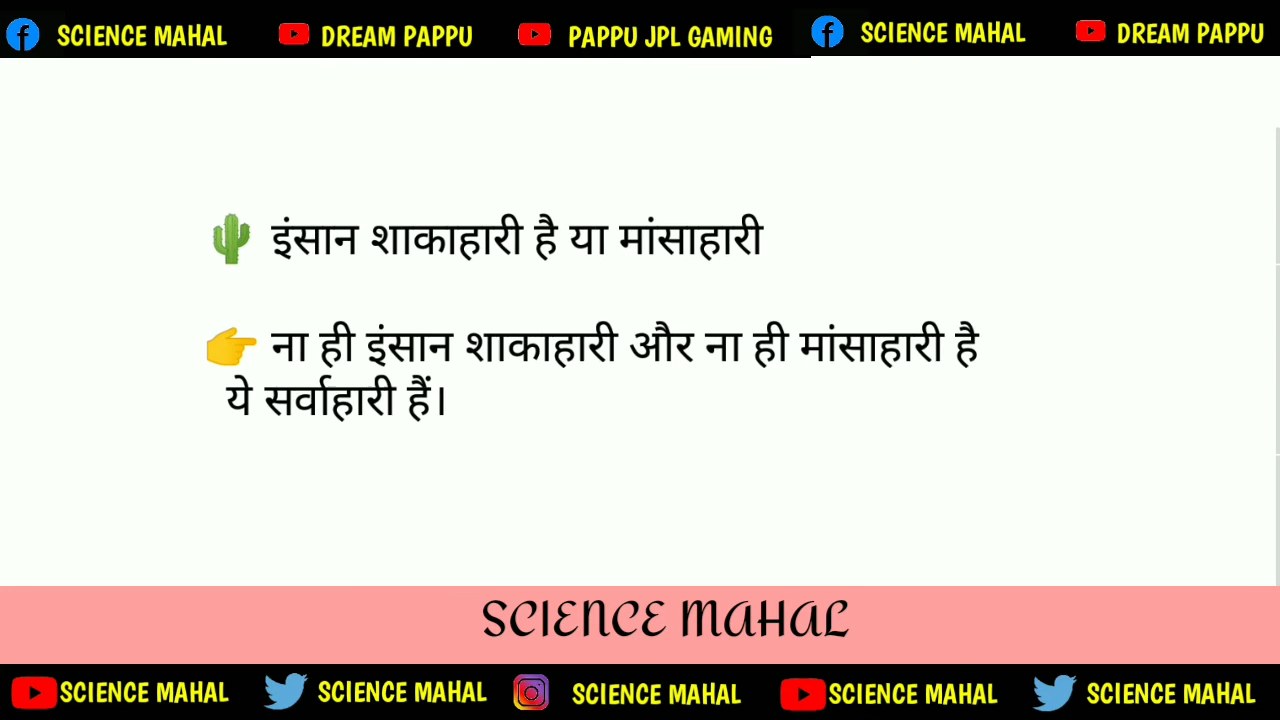 SCIENCE MAHAL DREAM PAPPU PAPPU JPL GAMING SCIENCE MAHAL DREAM PAPPU
इंसान शाकाहारी है या मांसाहारी
ना ही इंसान शाकाहारी और ना ही मांसाहारी है
ये सर्वाहारी हैं।
SCIENCE MAHAL
SCIENCE MAHAL SCIENCE MAHAL SCIENCE MAHAL SCIENCE MAHAL SCIENCE MAHAL